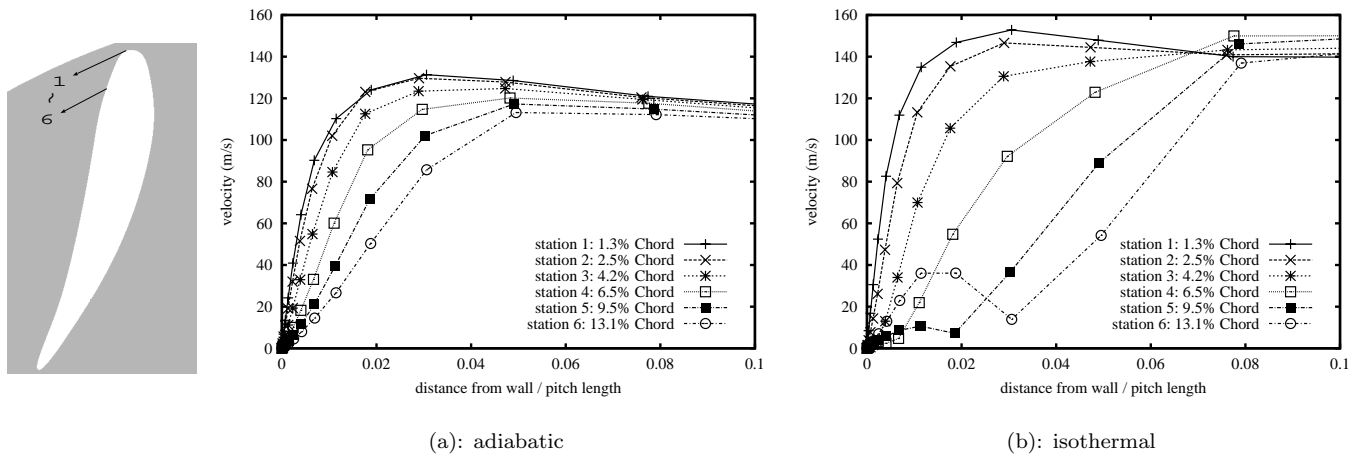 1
~
6
velocity (m/s)
160
140
120
100
80
60
40
20
0
station 1: 1.3% Chord
station 2: 2.5% Chord
station 3: 4.2% Chord
station 4: 6.5% Chord
station 5: 9.5% Chord
station 6: 13.1% Chord
0 0.02 0.04 0.06 0.08 0.1
distance from wall / pitch length
(a): adiabatic
velocity (m/s)
160
140
120
100
80
60
40
20
0
station 1: 1.3% Chord
station 2: 2.5% Chord
station 3: 4.2% Chord
station 4: 6.5% Chord
station 5: 9.5% Chord
station 6: 13.1% Chord
0 0.02 0.04 0.06 0.08 0.1
distance from wall / pitch length
(b): isothermal